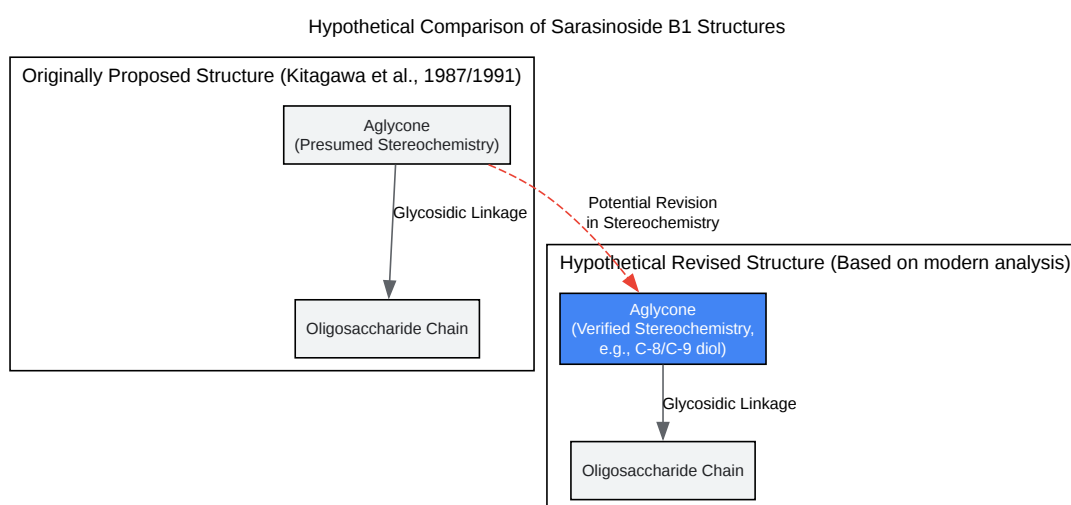 Hypothetical Comparison of Sarasinoside B1 Structures
Originally Proposed Structure (Kitagawa et al., 1987/1991)
Aglycone
(Presumed Stereochemistry)
Glycosidic Linkage
Oligosaccharide Chain
Potential Revision
in Stereochemistry
Hypothetical Revised Structure (Based on modern analysis)
Aglycone
(Verified Stereochemistry,
e.g., C-8/C-9 diol)
Glycosidic Linkage
Oligosaccharide Chain